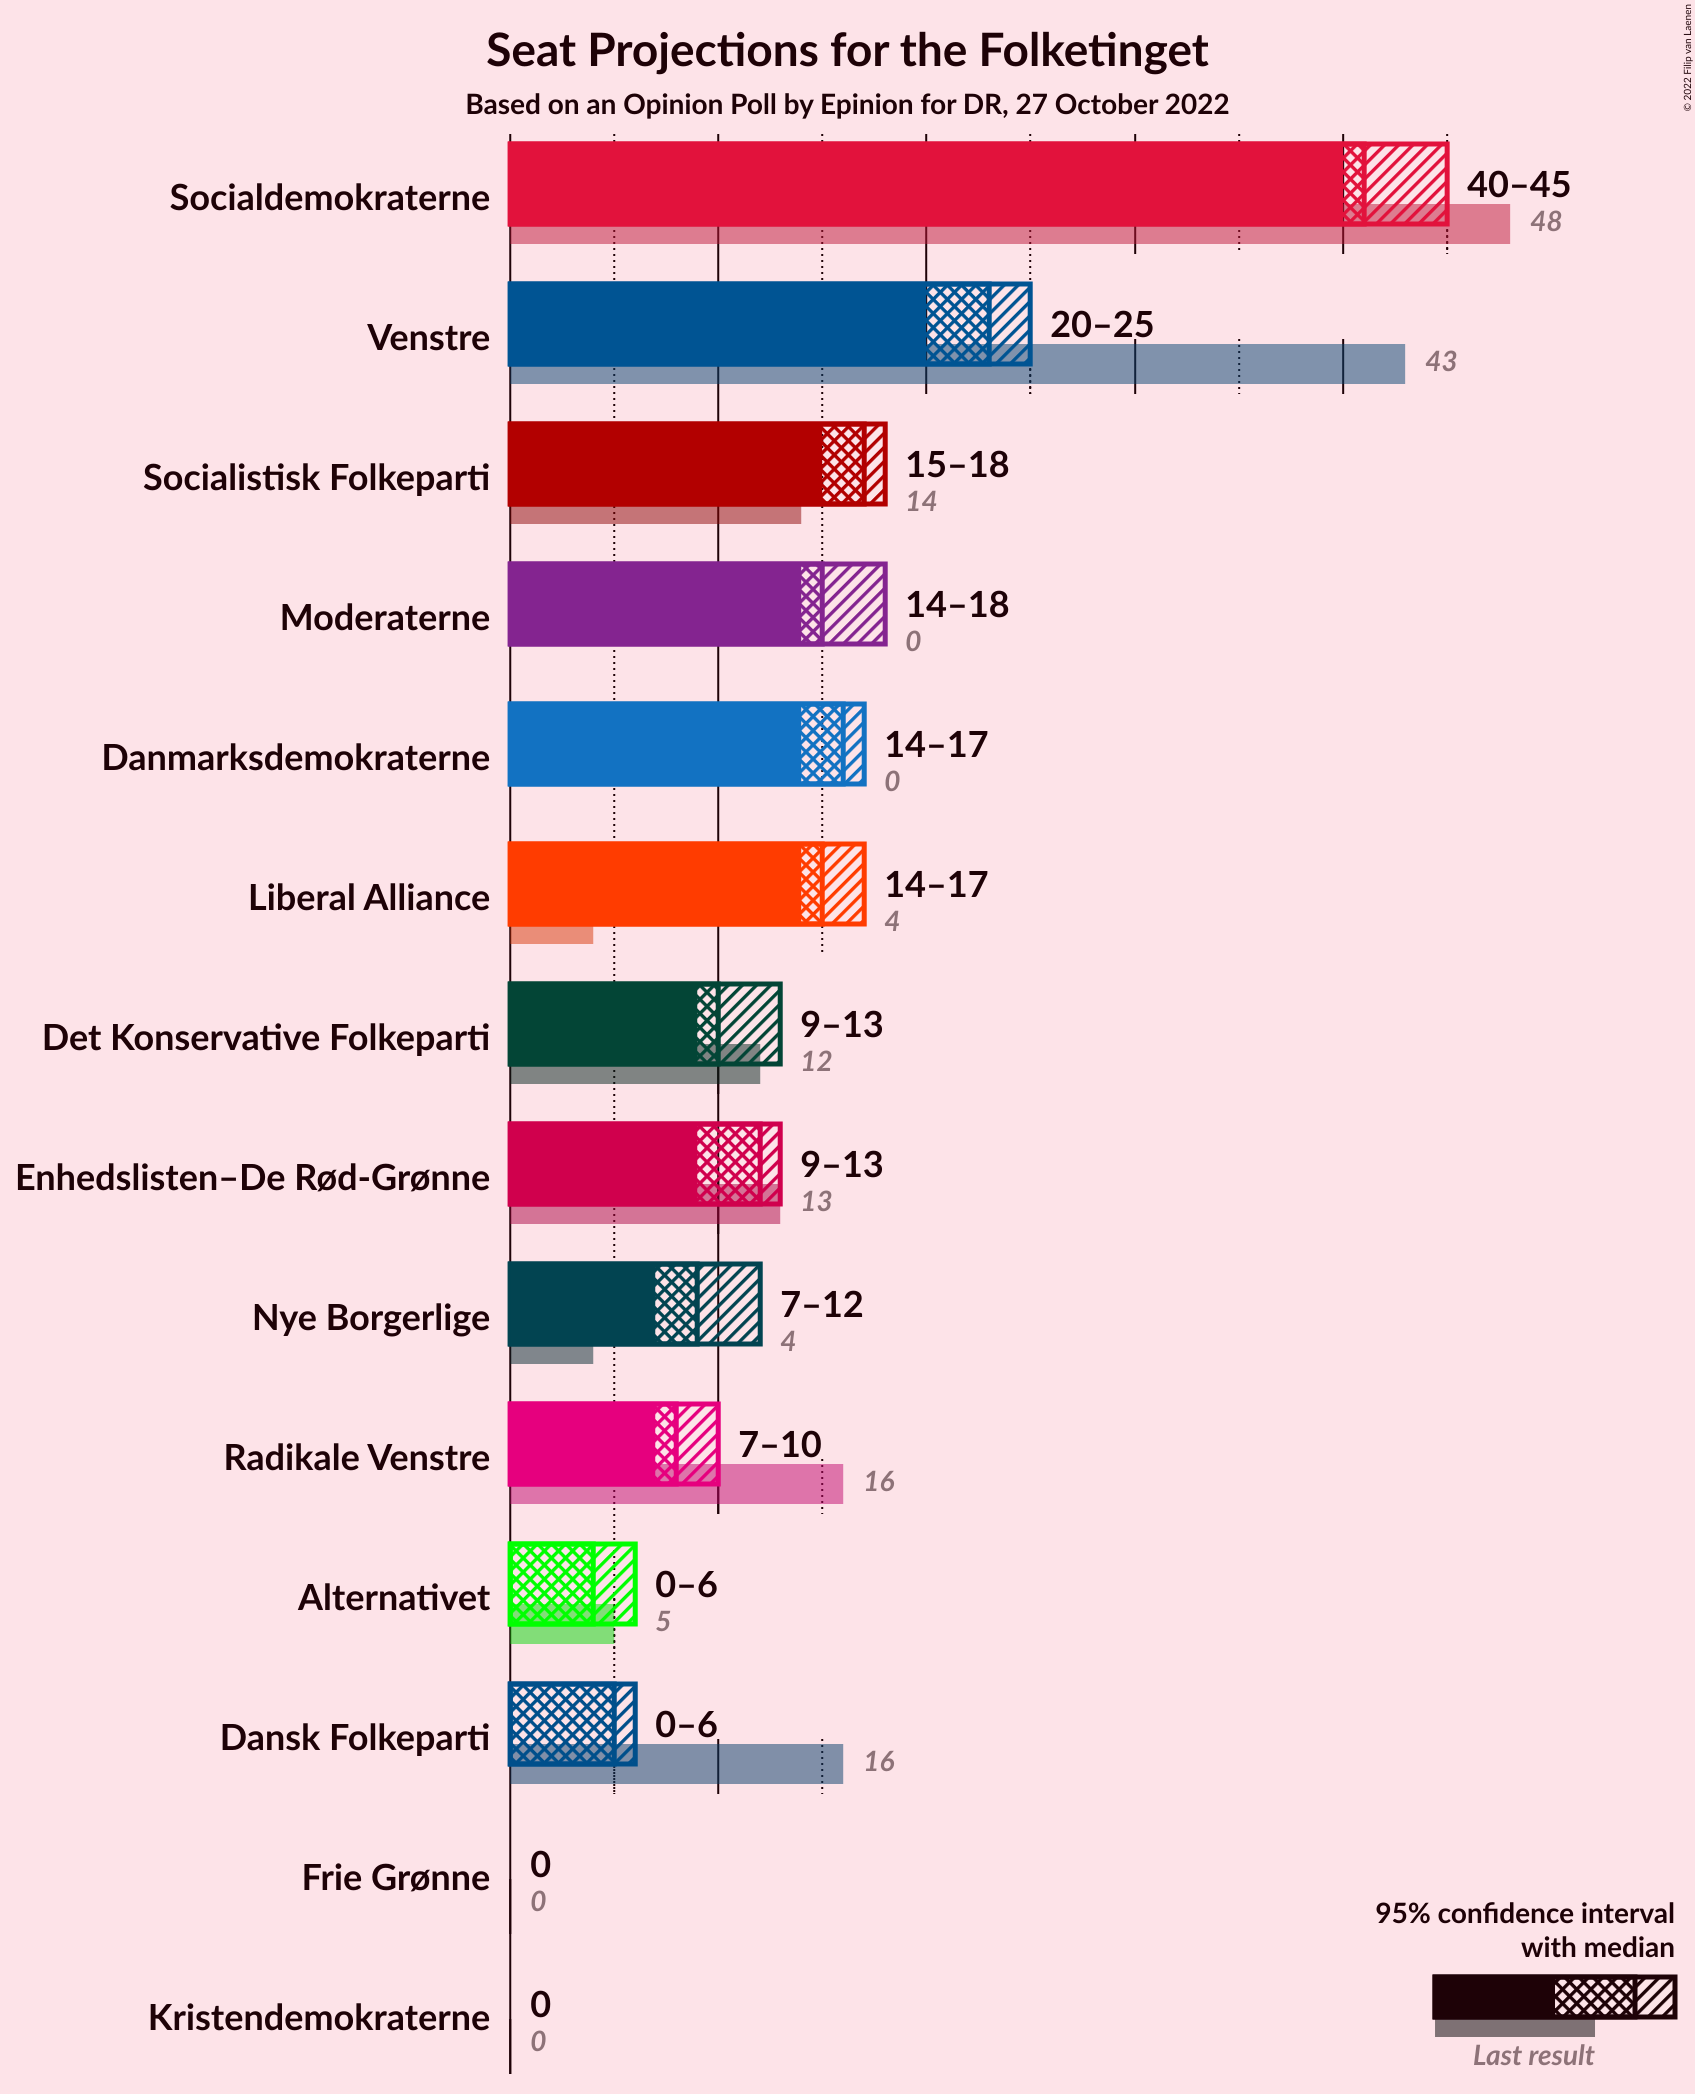 Seat Projections for the Folketinget
Based on an Opinion Poll by Epinion for DR, 27 October 2022
© 2022 Filip van Laenen
Socialdemokraterne
40–45
48
Venstre
20–25
43
Socialistisk Folkeparti
15–18
14
Moderaterne
14–18
0
Danmarksdemokraterne
14–17
0
Liberal Alliance
14–17
4
Det Konservative Folkeparti
9–13
12
Enhedslisten–De Rød-Grønne
9–13
13
Nye Borgerlige
7–12
4
Radikale Venstre
7–10
16
Alternativet
0–6
5
Dansk Folkeparti
0–6
16
Frie Grønne
0
0
Kristendemokraterne
0
0
95% confidence interval
with median
Last result